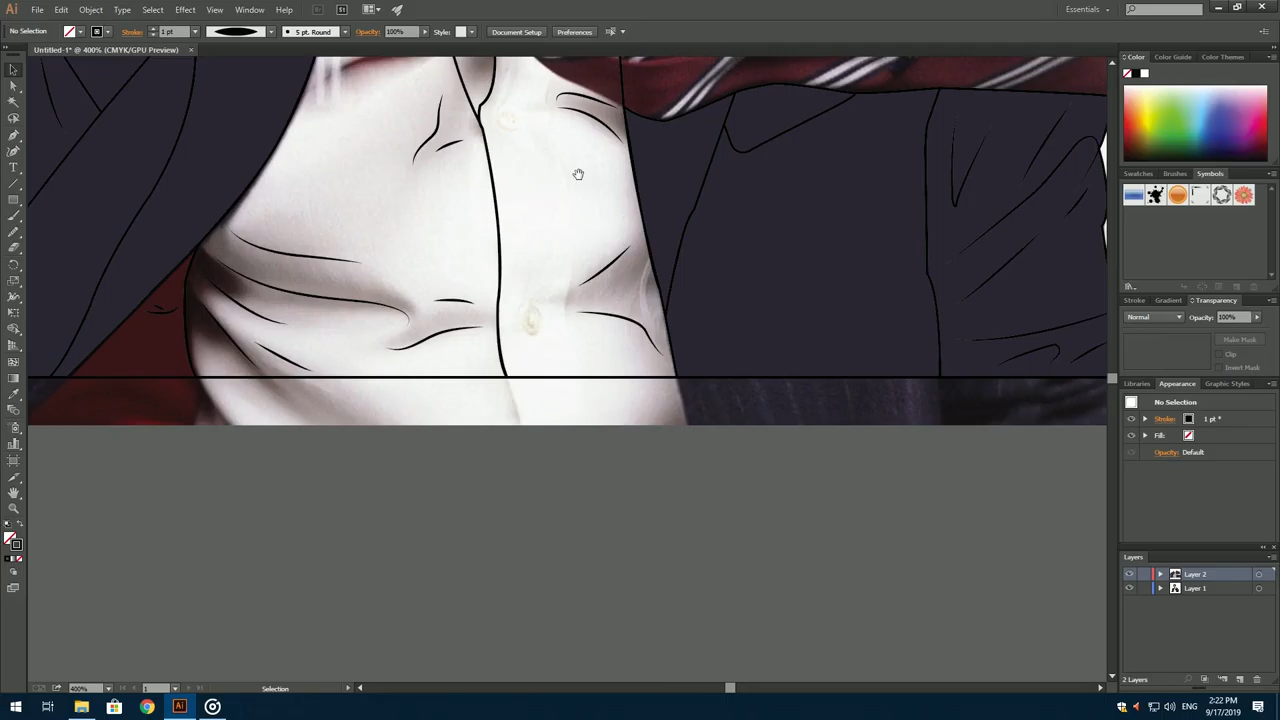 Ai File Edit Object Type Select Effect View Window Help Br St Essentials
No Selection Stroke: 1 pt 5 pt. Round Opacity: 100% Style: Document Setup Preferences
Untitled-1* @ 400% (CMYK/GPU Preview) ×
Color Color Guide Color Themes
Swatches Brushes Symbols
Stroke Gradient Transparency
Normal Opacity: 100%
Make Mask
Clip
Invert Mask
Libraries Appearance Graphic Styles
No Selection
Stroke: 1 pt *
Fill:
Opacity: Default
Layers
Layer 2
Layer 1
2 Layers
400% 1 Selection
Ai ENG 2:22 PM
9/17/2019